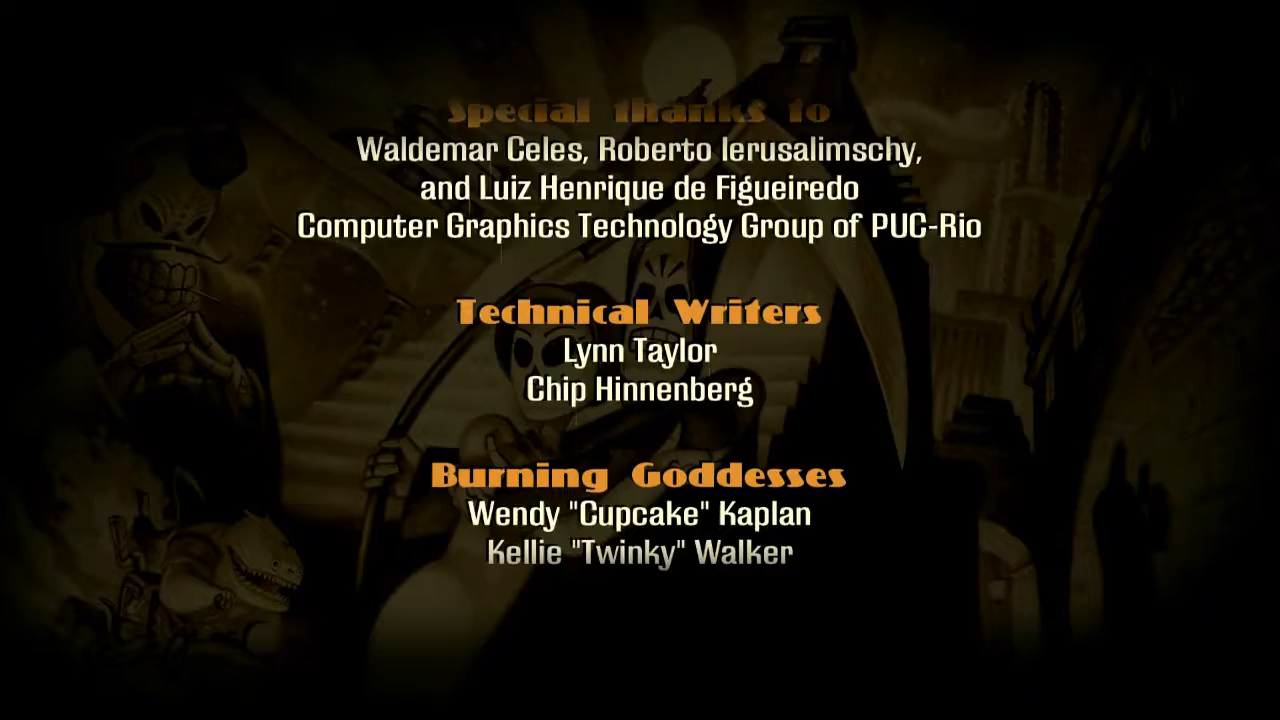 Special thanks to
Waldemar Celes, Roberto Ierusalimschy,
and Luiz Henrique de Figueiredo
Computer Graphics Technology Group of PUC-Rio
Technical Writers
Lynn Taylor
Chip Hinnenberg
Burning Goddesses
Wendy "Cupcake" Kaplan
Kellie "Twinky" Walker